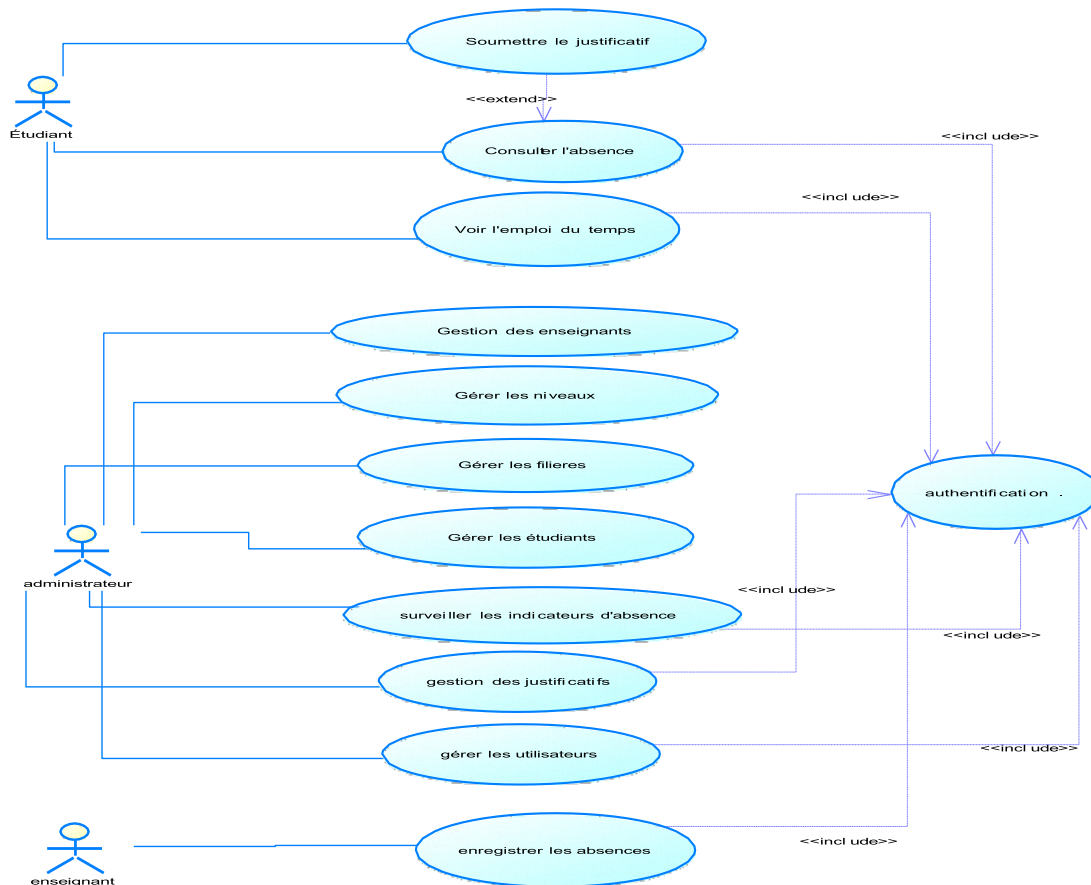 Soumettre le justificatif
<<extend>>
Étudiant
Consulter l'absence
<<incl ude>>
<<incl ude>>
Voir l'emploi du temps
Gestion des enseignants
Gérer les niveaux
Gérer les filieres
authentification .
Gérer les étudiants
administrateur
<<incl ude>>
surveiller les indicateurs d'absence
<<incl ude>>
gestion des justificatifs
<<incl ude>>
gérer les utilisateurs
<<incl ude>>
enregistrer les absences
enseignant